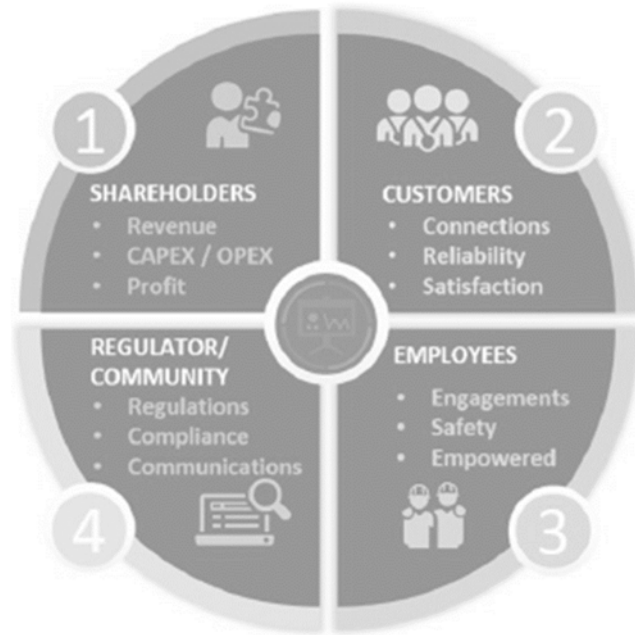 1
SHAREHOLDERS
• Revenue
• CAPEX / OPEX
• Profit
2
CUSTOMERS
• Connections
• Reliability
• Satisfaction
EMPLOYEES
• Engagements
• Safety
• Empowered
3
REGULATOR/
COMMUNITY
• Regulations
• Compliance
• Communications
4